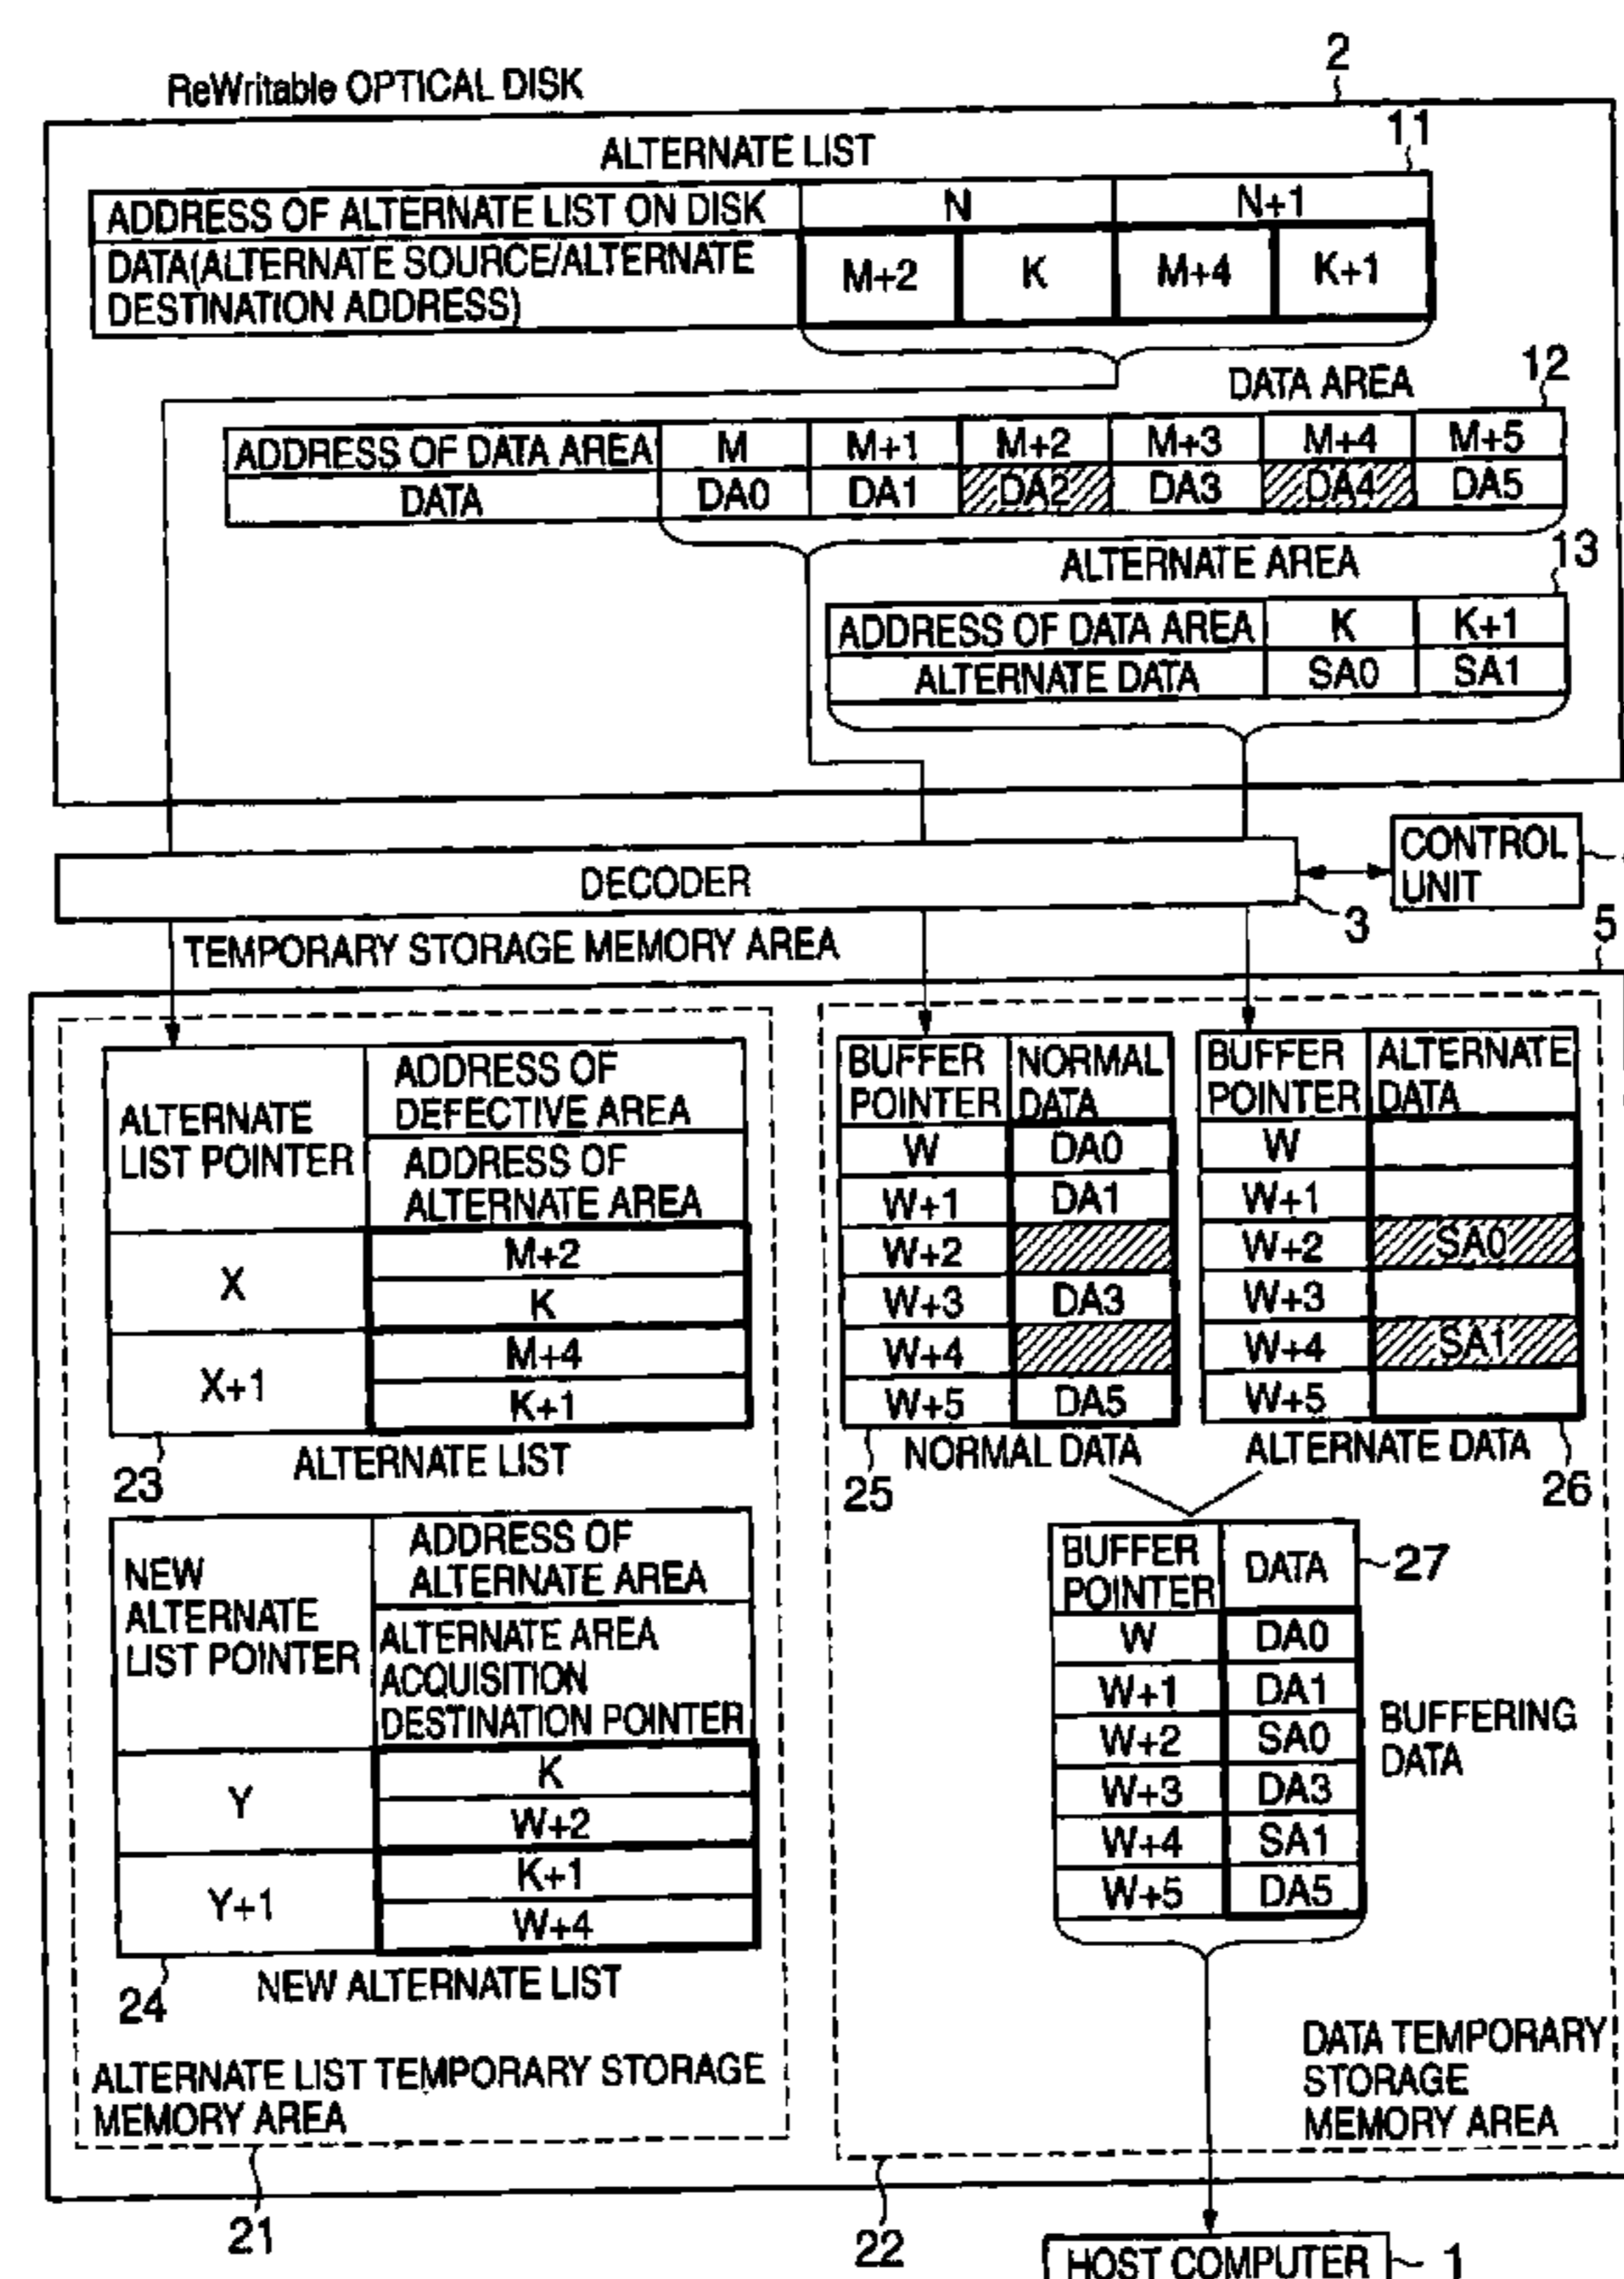 2
ReWritable OPTICAL DISK
ALTERNATE LIST
11
ADDRESS OF ALTERNATE LIST ON DISK N N+1
DATA(ALTERNATE SOURCE/ALTERNATE
DESTINATION ADDRESS)
M+2 K M+4 K+1
DATA AREA
12
ADDRESS OF DATA AREA M M+1 M+2 M+3 M+4 M+5
DATA DA0 DA1 DA2 DA3 DA4 DA5
ALTERNATE AREA
13
ADDRESS OF DATA AREA K K+1
ALTERNATE DATA SA0 SA1
CONTROL
UNIT
DECODER
3
5
TEMPORARY STORAGE MEMORY AREA
ALTERNATE
LIST POINTER
ADDRESS OF
DEFECTIVE AREA
ADDRESS OF
ALTERNATE AREA
X
M+2
K
X+1
M+4
K+1
23
ALTERNATE LIST
NEW
ALTERNATE
LIST POINTER
ADDRESS OF
ALTERNATE AREA
ALTERNATE AREA
ACQUISITION
DESTINATION POINTER
Y
K
W+2
Y+1
K+1
W+4
24
NEW ALTERNATE LIST
ALTERNATE LIST TEMPORARY STORAGE
MEMORY AREA
21
BUFFER
POINTER
NORMAL
DATA
W DA0
W+1 DA1
W+2
W+3 DA3
W+4
W+5 DA5
25
NORMAL DATA
BUFFER
POINTER
ALTERNATE
DATA
W
W+1
W+2 SA0
W+3
W+4 SA1
W+5
ALTERNATE DATA
26
BUFFER
POINTER
DATA
27
W DA0
W+1 DA1
W+2 SA0
W+3 DA3
W+4 SA1
W+5 DA5
BUFFERING
DATA
DATA TEMPORARY
STORAGE
MEMORY AREA
22
HOST COMPUTER
1